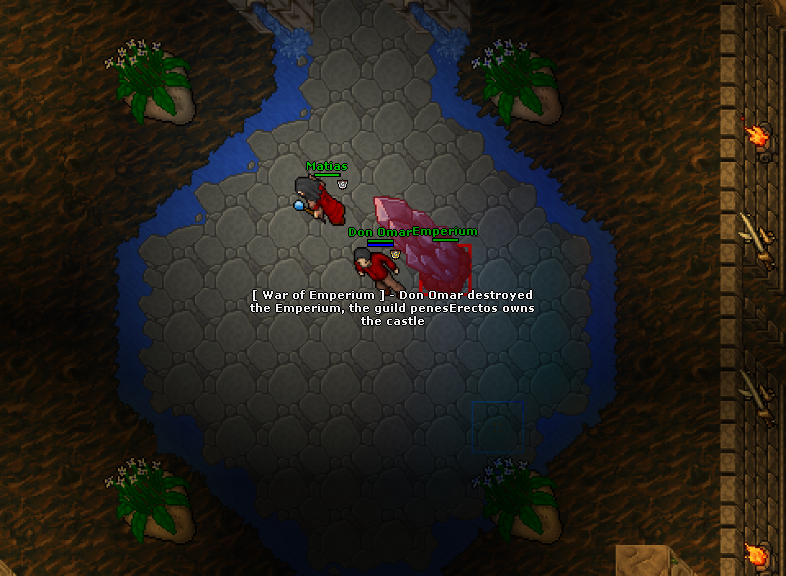 Matias
Don Omar
Emperium
[ War of Emperium ] - Don Omar destroyed
the Emperium, the guild penesErectos owns
the castle